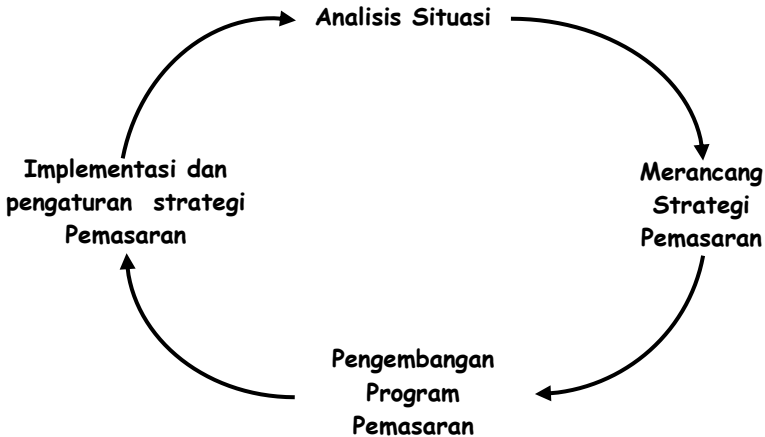 Analisis Situasi
Merancang
Strategi
Pemasaran
Pengembangan
Program
Pemasaran
Implementasi dan
pengaturan strategi
Pemasaran